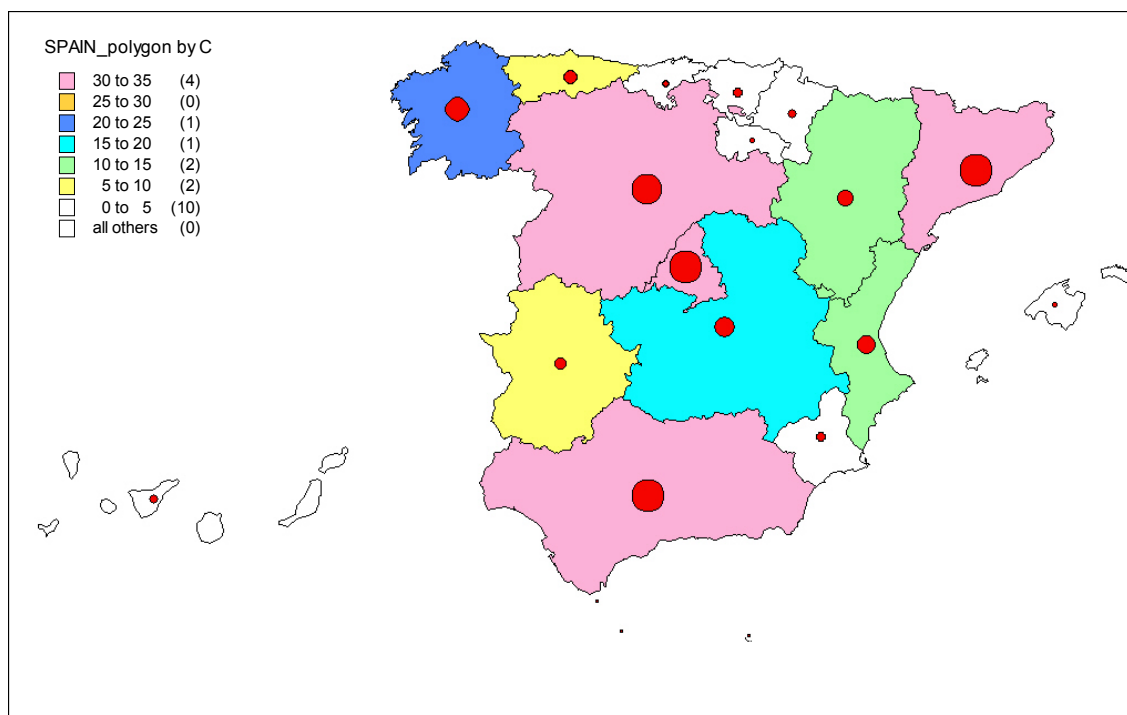 SPAIN_polygon by C
30 to 35 (4)
25 to 30 (0)
20 to 25 (1)
15 to 20 (1)
10 to 15 (2)
5 to 10 (2)
0 to 5 (10)
all others (0)